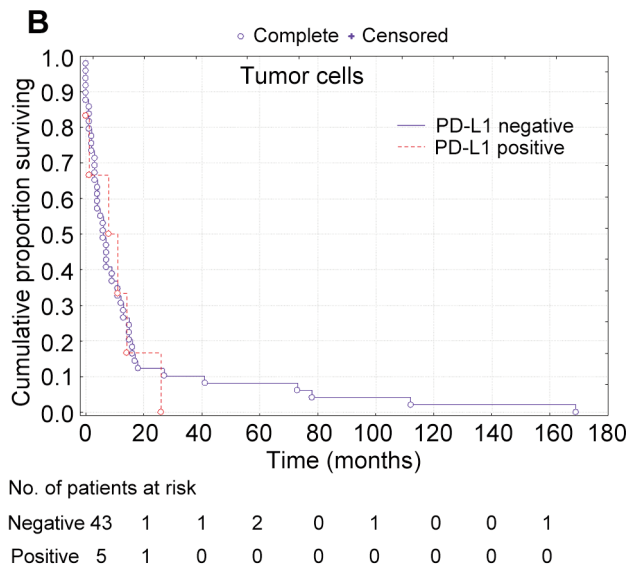 B
Complete Censored
Tumor cells
PD-L1 negative
PD-L1 positive
Cumulative proportion surviving
1.0
0.9
0.8
0.7
0.6
0.5
0.4
0.3
0.2
0.1
0.0
0 20 40 60 80 100 120 140 160 180
Time (months)
No. of patients at risk
Negative 43 1 1 2 0 1 0 0 1
Positive 5 1 0 0 0 0 0 0 0